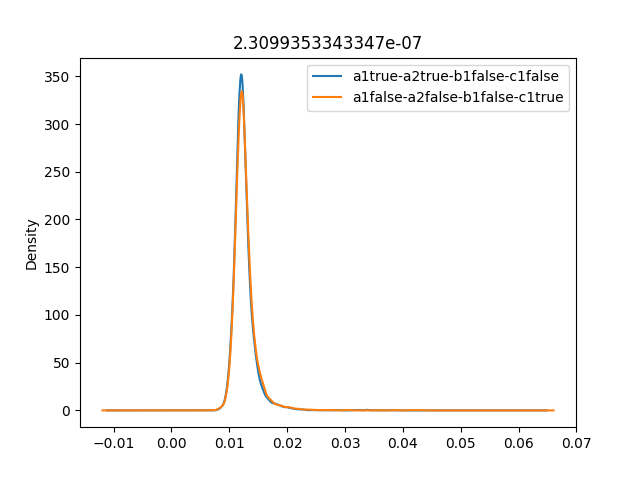 2.3099353343347e-07
a1true-a2true-b1false-c1false
a1false-a2false-b1false-c1true
Density
350
300
250
200
150
100
50
0
−0.01 0.00 0.01 0.02 0.03 0.04 0.05 0.06 0.07